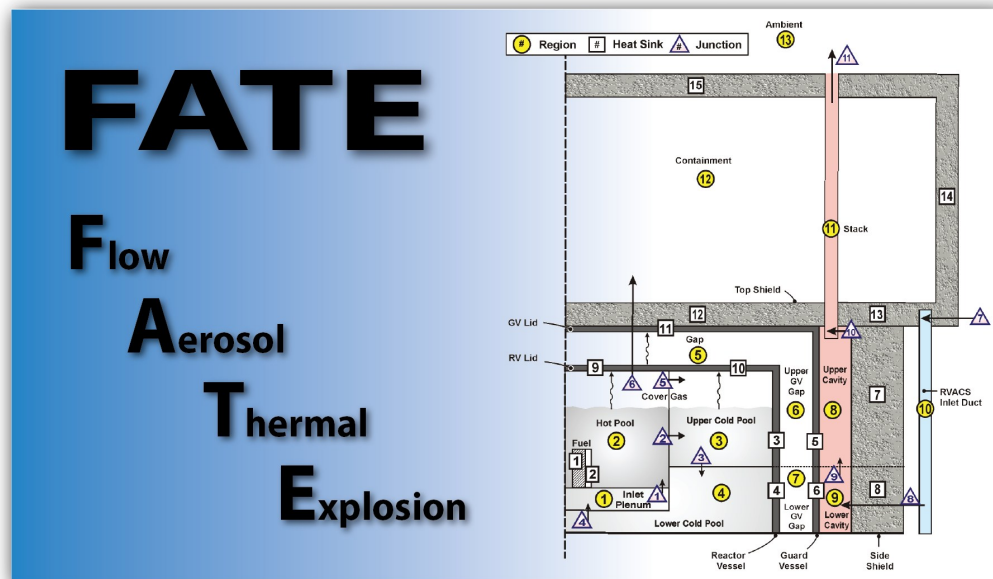 FATE
Flow
Aerosol
Thermal
Explosion
# Region # Heat Sink # Junction
Ambient
13
11
15
Containment
12
14
11 Stack
Top Shield
12
13
7
GV Lid
11
10
Gap
5
RV Lid
9
10
6
5
Cover Gas
Upper
GV
Gap
6
Upper
Cavity
8
7
RVACS
Inlet Duct
10
Hot Pool
2
Upper Cold Pool
3
2
3
5
Fuel
1
2
3
7
9
4
6
8
1
Inlet
Plenum
1
4
9
8
4
Lower Cold Pool
Lower
GV
Gap
Lower
Cavity
Reactor
Vessel
Guard
Vessel
Side
Shield